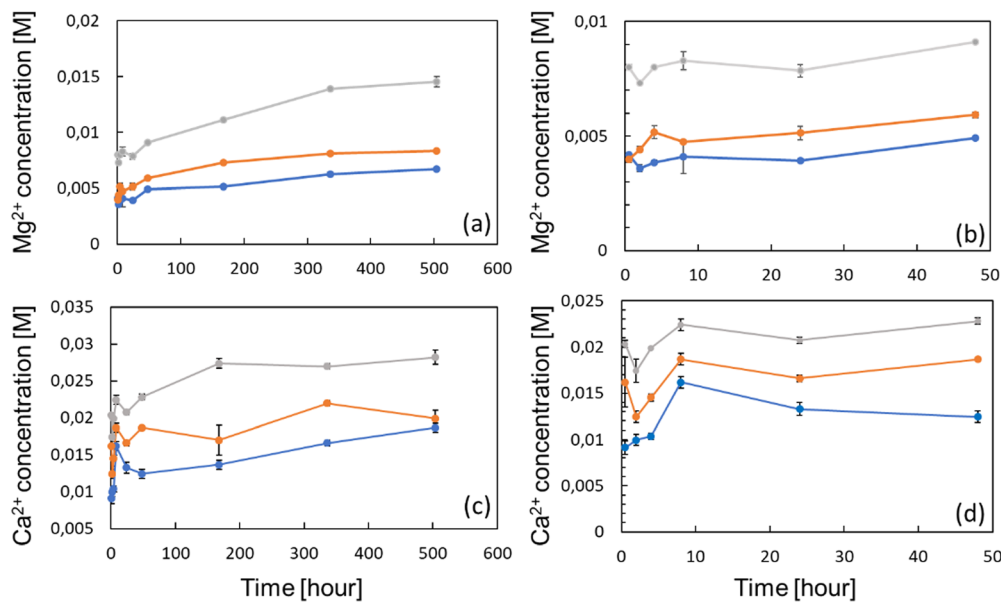 Mg²⁺ concentration [M]
0,02
0,015
0,01
0,005
0
0 100 200 300 400 500 600
(a)
Mg²⁺ concentration [M]
0,01
0,005
0
0 10 20 30 40 50
(b)
Ca²⁺ concentration [M]
0,035
0,03
0,025
0,02
0,015
0,01
0,005
0 100 200 300 400 500 600
(c)
Time [hour]
Ca²⁺ concentration [M]
0,025
0,02
0,015
0,01
0,005
0
0 10 20 30 40 50
(d)
Time [hour]